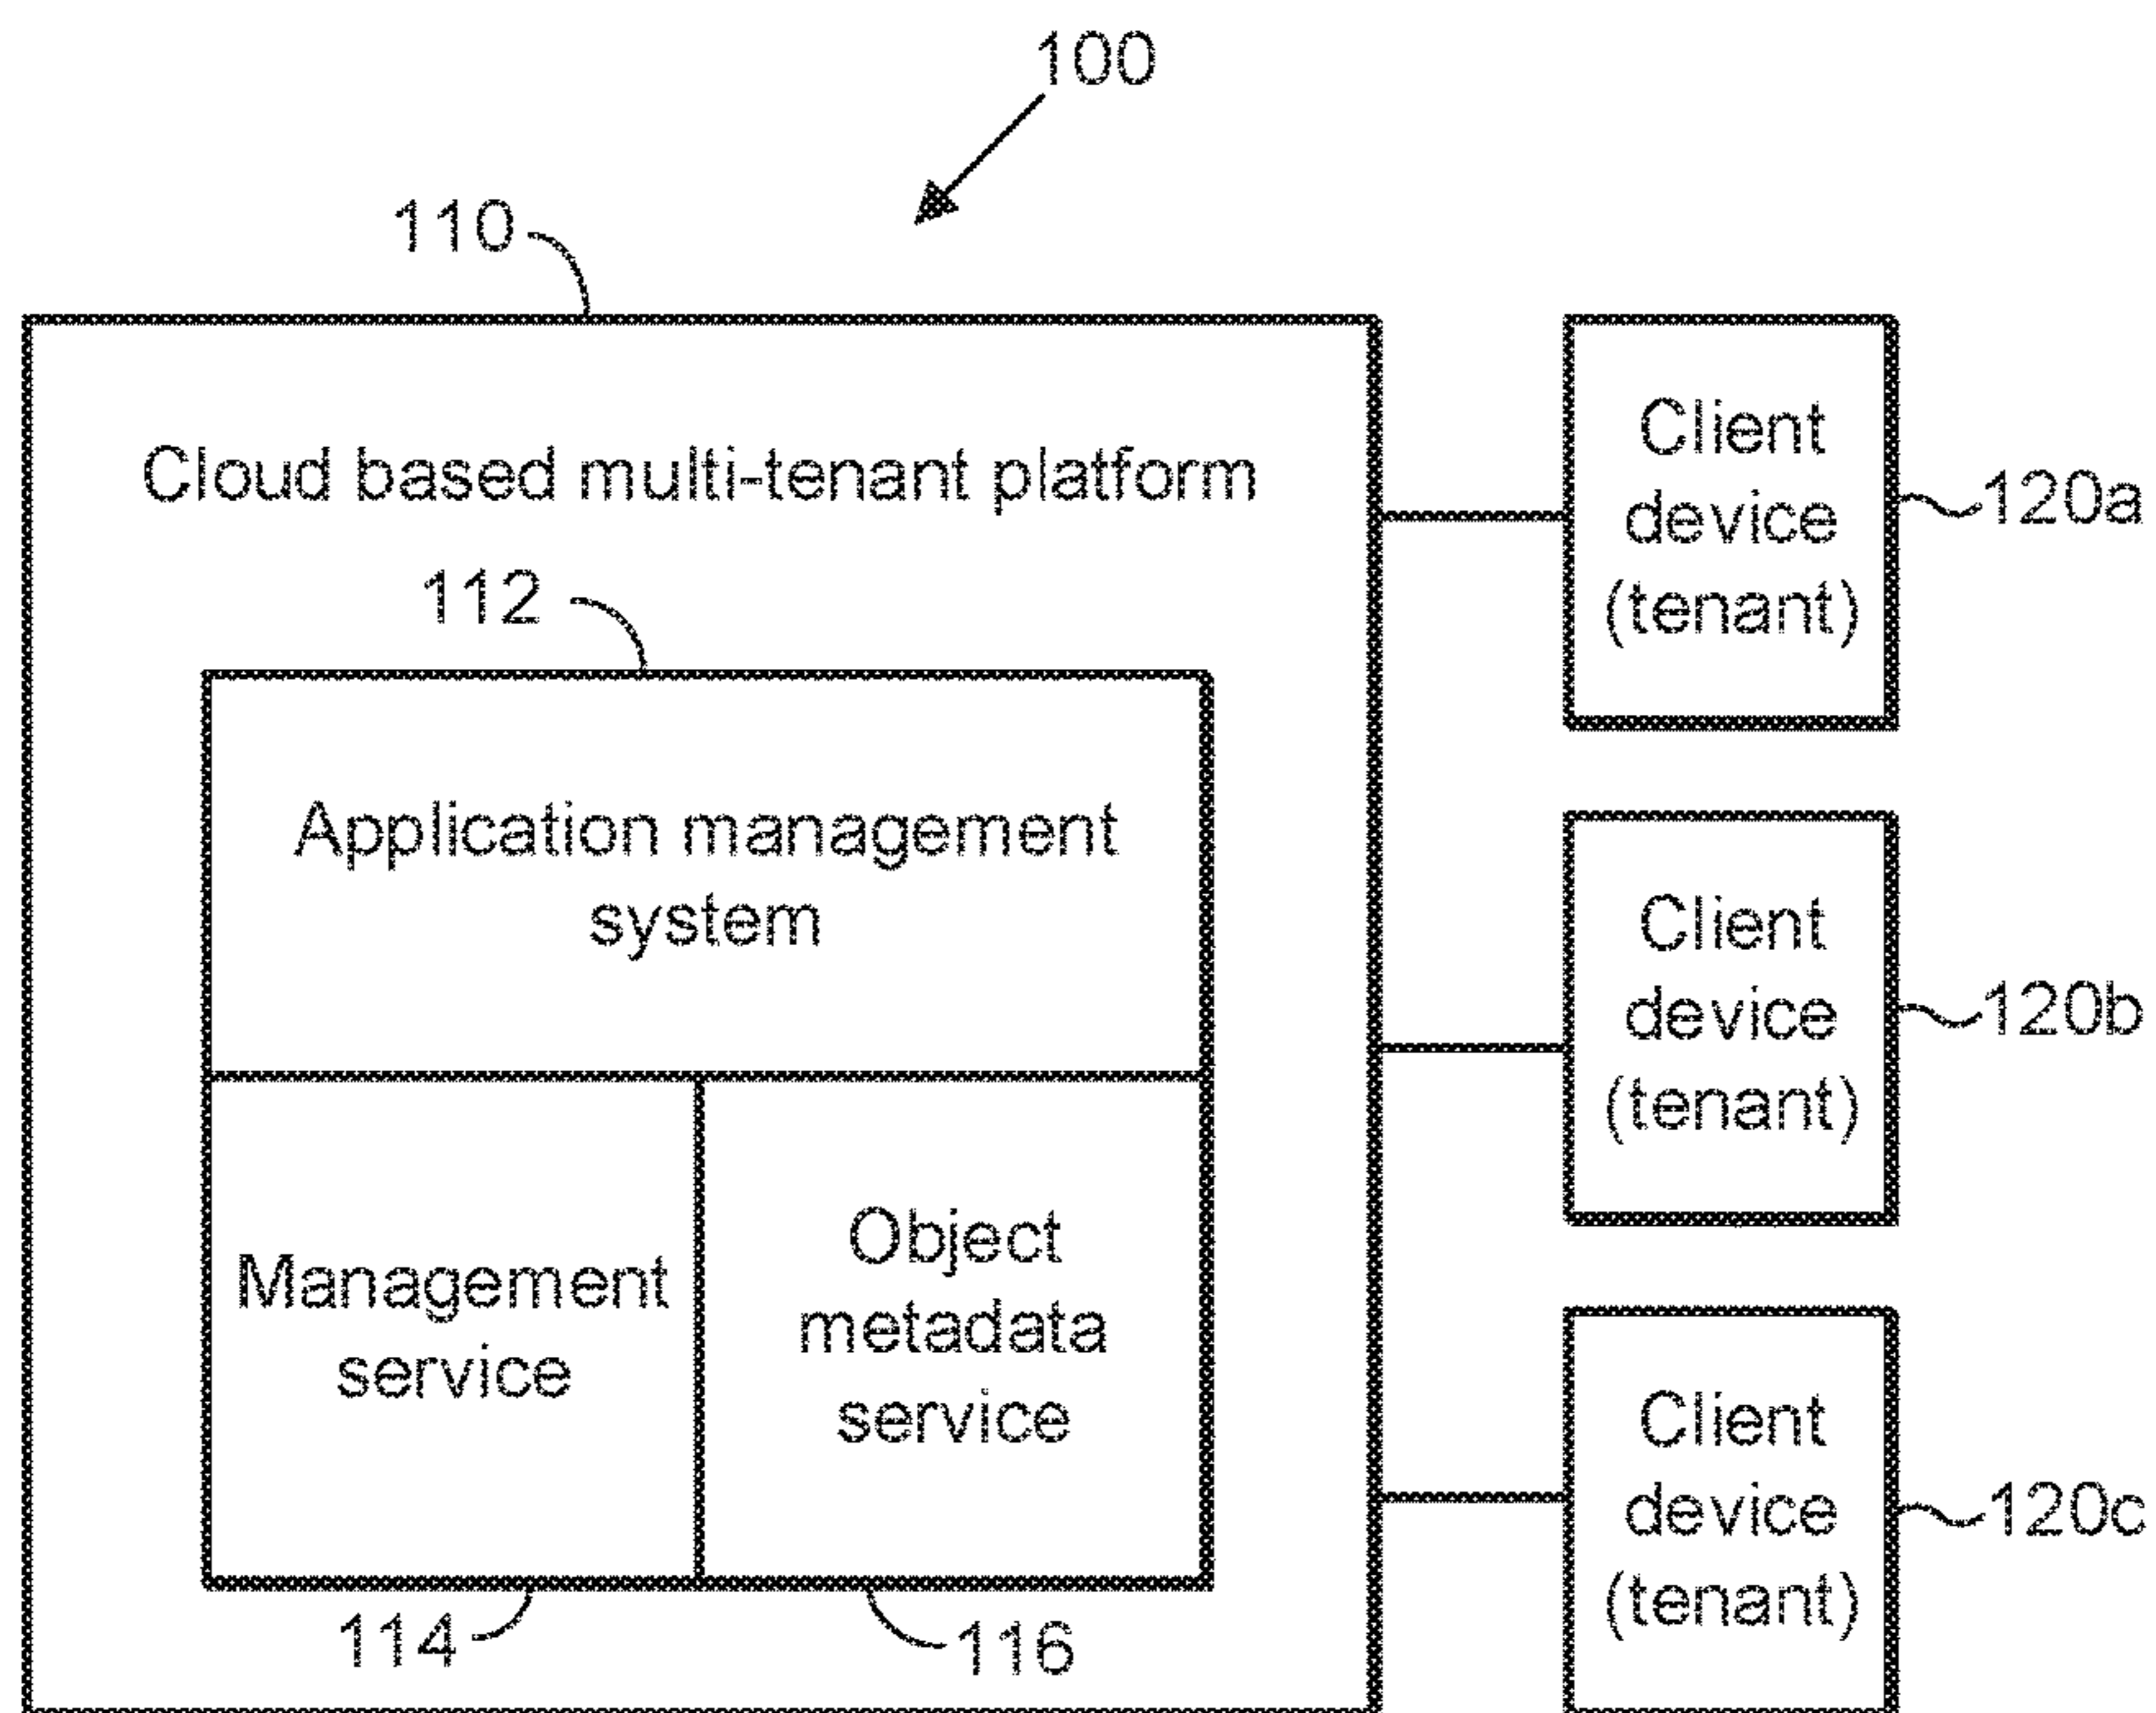 100
110
Cloud based multi-tenant platform
112
Application management
system
Management
service
Object
metadata
service
114
116
Client
device
(tenant)
120a
Client
device
(tenant)
120b
Client
device
(tenant)
120c